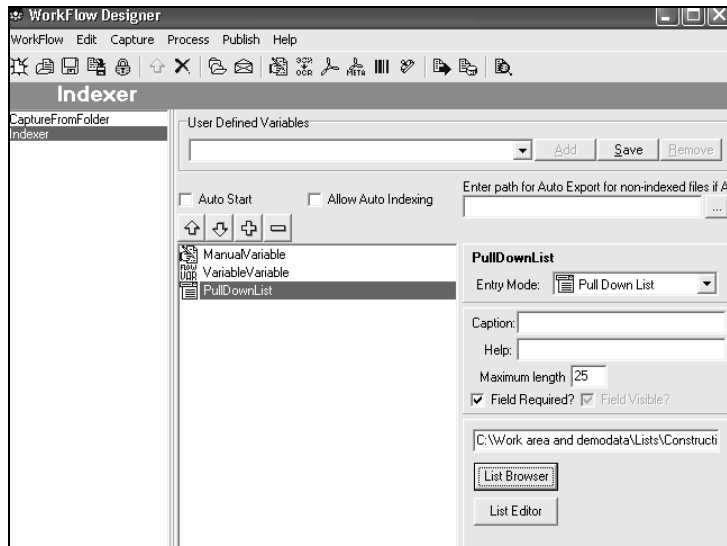 WorkFlow Designer
WorkFlow Edit Capture Process Publish Help
OCR META
Indexer
CaptureFromFolder
Indexer
User Defined Variables
Add Save Remove
Auto Start Allow Auto Indexing
Enter path for Auto Export for non-indexed files if A
...
ManualVariable
VAR VariableVariable
PullDownList
PullDownList
Entry Mode: Pull Down List
Caption:
Help:
Maximum length 25
Field Required? Field Visible?
C:\Work area and demodata\Lists\Constructi
List Browser
List Editor